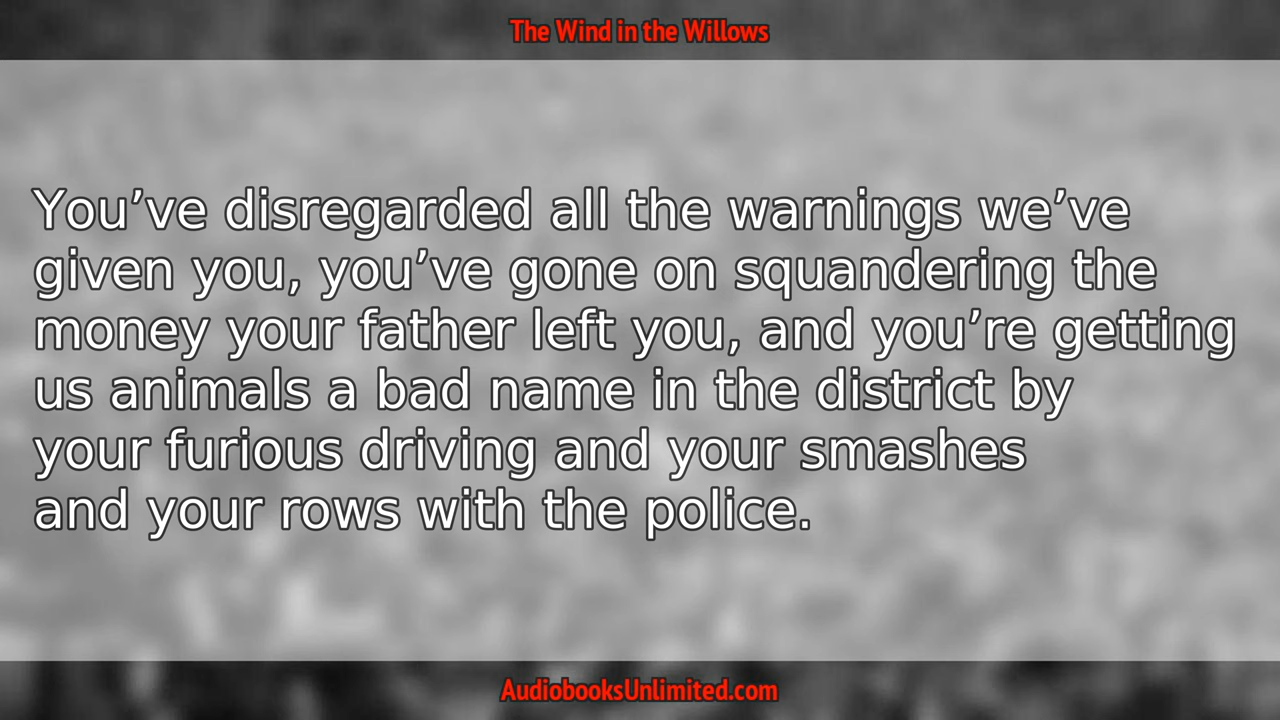 The Wind in the Willows
You’ve disregarded all the warnings we’ve
given you, you’ve gone on squandering the
money your father left you, and you’re getting
us animals a bad name in the district by
your furious driving and your smashes
and your rows with the police.
AudiobooksUnlimited.com